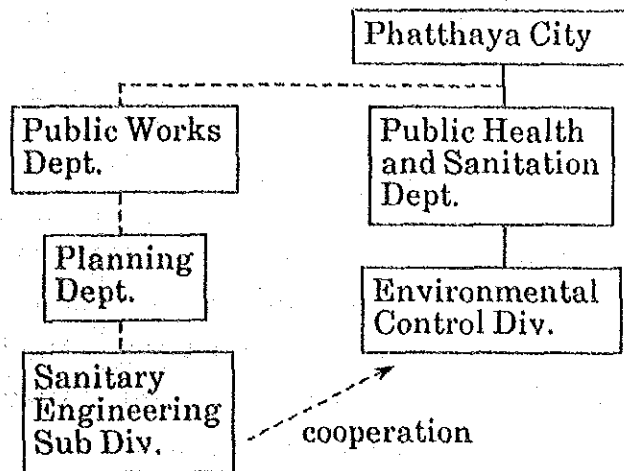 Phatthaya City
Public Works
Dept.
Public Health
and Sanitation
Dept.
Planning
Dept.
Environmental
Control Div.
Sanitary
Engineering
Sub Div.
cooperation